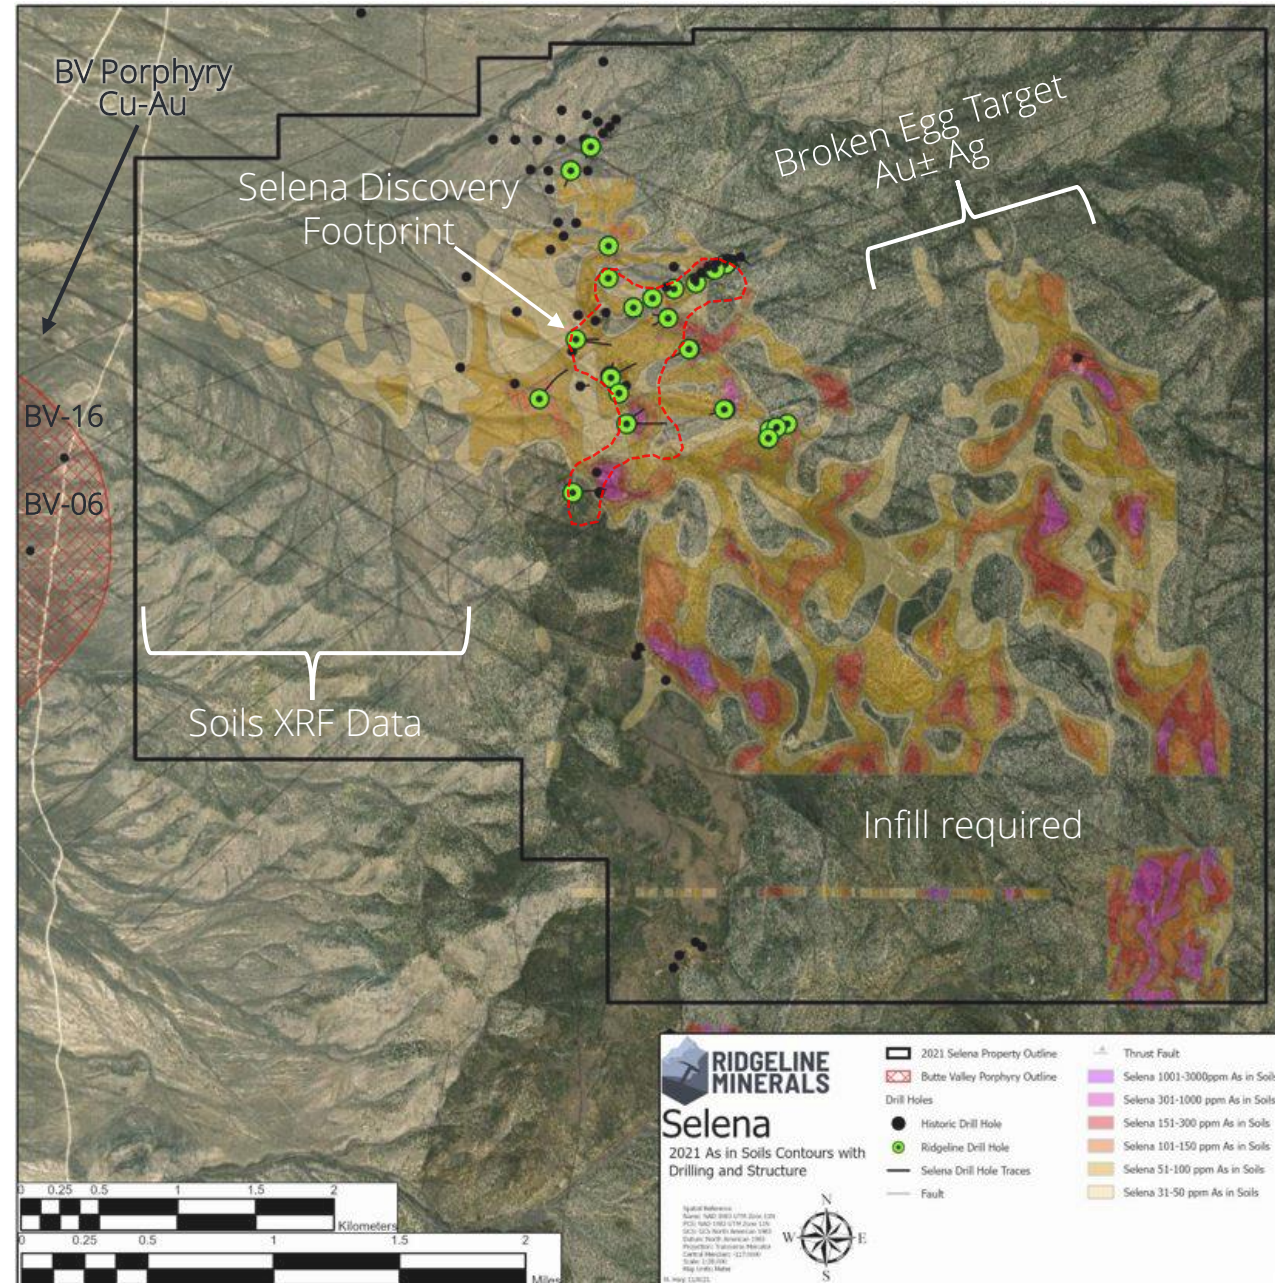 BV Porphyry
Cu-Au
Broken Egg Target
Au± Ag
Selena Discovery
Footprint
BV-16
BV-06
Soils XRF Data
Infill required
RIDGELINE
MINERALS
Selena
2021 As in Soils Contours with
Drilling and Structure
2021 Selena Property Outline
Butte Valley Porphyry Outline
Drill Holes
Historic Drill Hole
Ridgeline Drill Hole
Selena Drill Hole Traces
Fault
Thrust Fault
Selena 1001-3000ppm As in Soils
Selena 301-1000 ppm As in Soils
Selena 151-300 ppm As in Soils
Selena 101-150 ppm As in Soils
Selena 51-100 ppm As in Soils
Selena 31-50 ppm As in Soils
N
W E
S
0 0.25 0.5 1 1.5 2
Kilometers
0 0.25 0.5 1 1.5 2
Miles